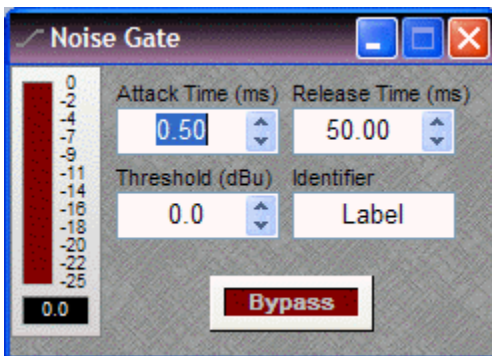 Noise Gate
0
-2
-4
-7
-9
-11
-14
-16
-18
-20
-22
-25
0.0
Attack Time (ms) Release Time (ms)
0.50 50.00
Threshold (dBu) Identifier
0.0 Label
Bypass